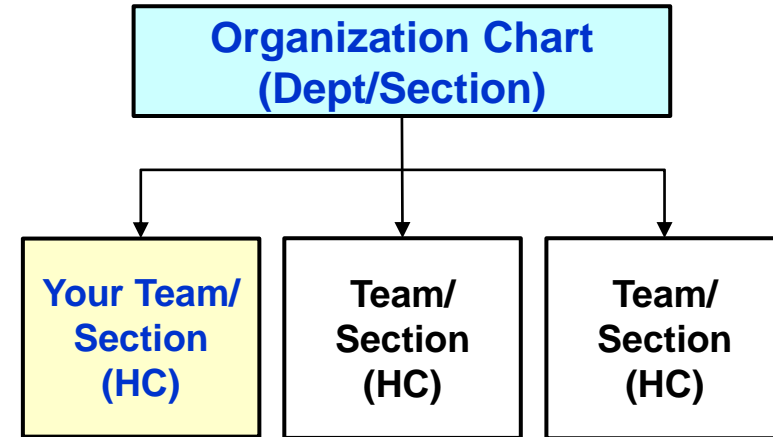 Organization Chart
(Dept/Section)
Your Team/
Section
(HC)
Team/
Section
(HC)
Team/
Section
(HC)